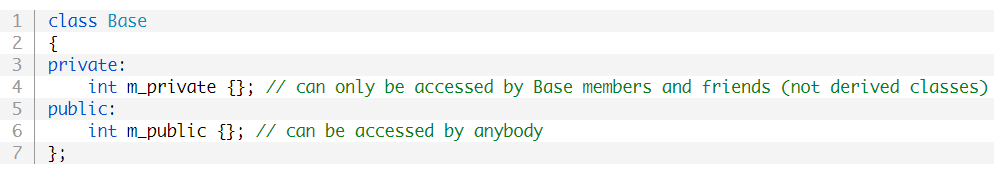 1 class Base
2 {
3 private:
4     int m_private {}; // can only be accessed by Base members and friends (not derived classes)
5 public:
6     int m_public {}; // can be accessed by anybody
7 };